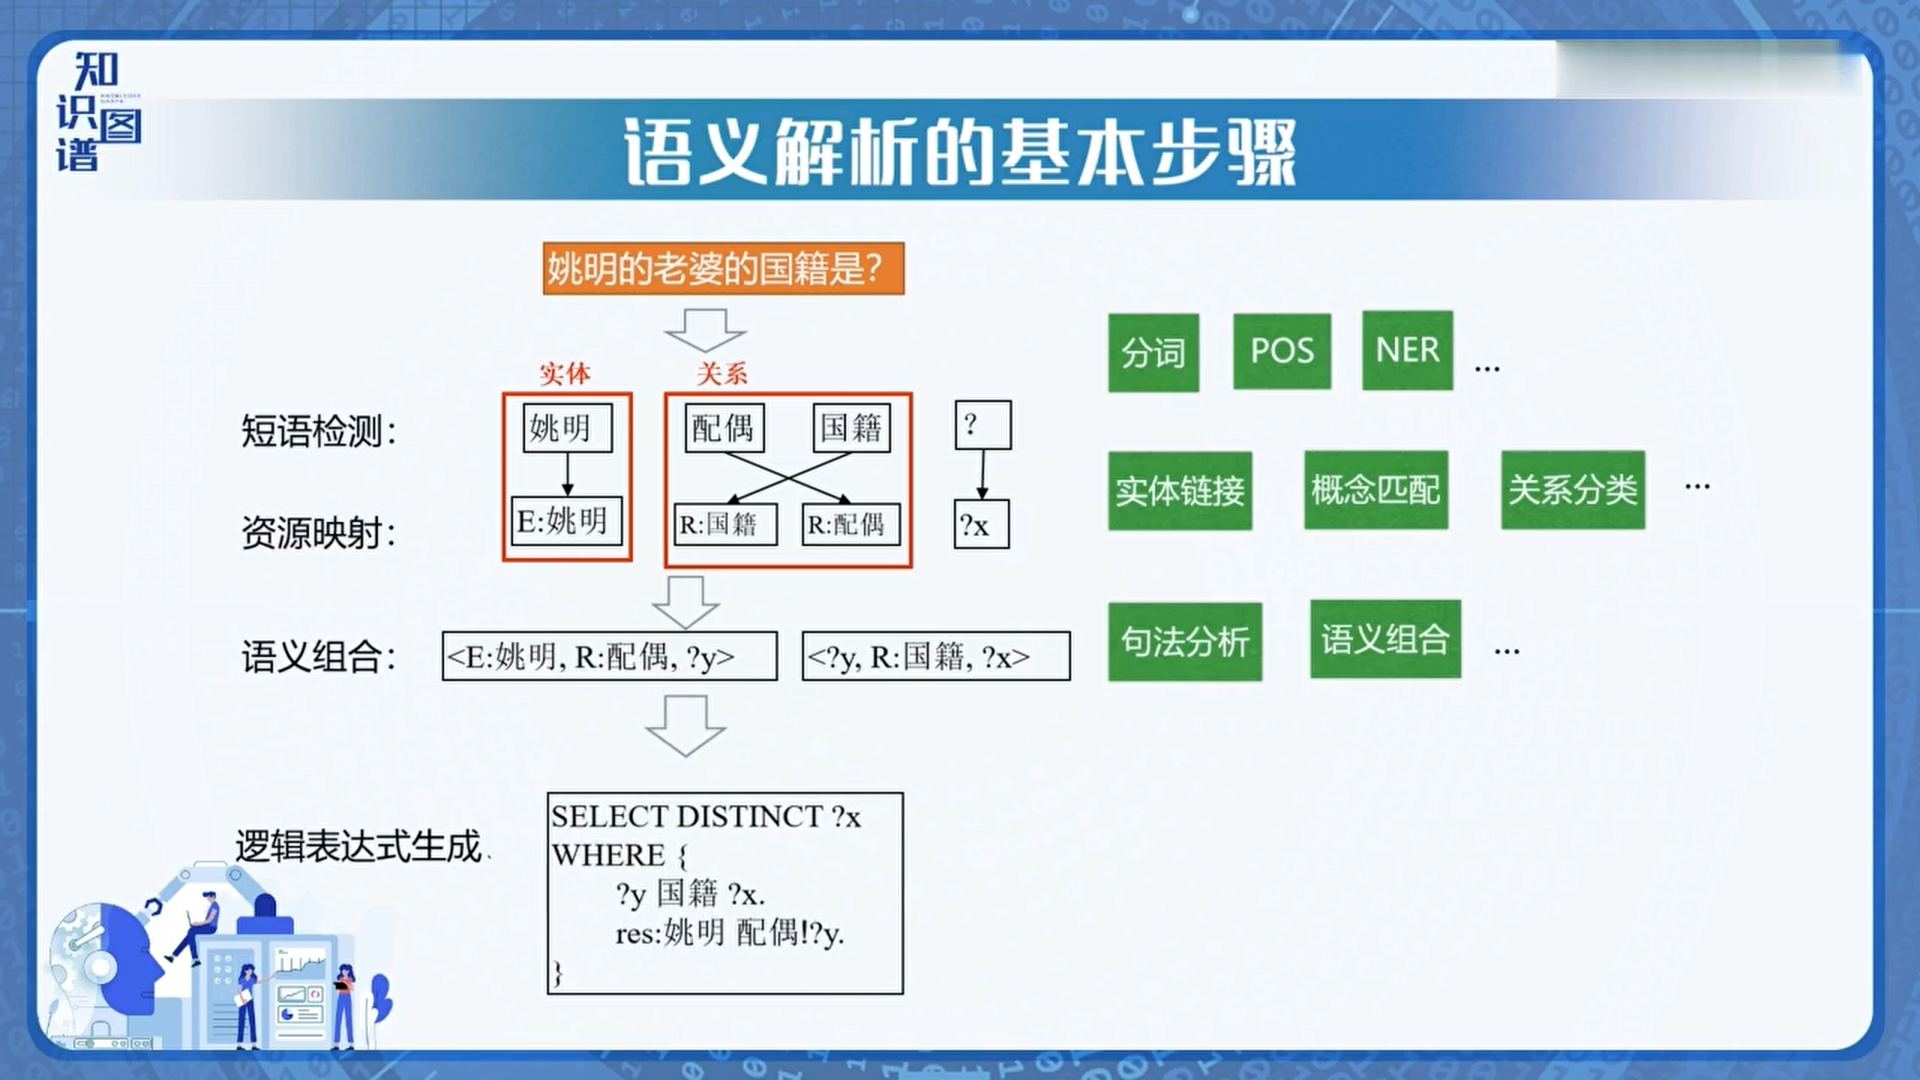 知识图谱
语义解析的基本步骤
姚明的老婆的国籍是?
实体 关系
分词 POS NER ...
短语检测: 姚明 配偶 国籍 ?
资源映射: E:姚明 R:国籍 R:配偶 ?x
实体链接 概念匹配 关系分类 ...
语义组合: <E:姚明, R:配偶, ?y> <?y, R:国籍, ?x>
句法分析 语义组合 ...
逻辑表达式生成
SELECT DISTINCT ?x
WHERE {
?y 国籍 ?x.
res:姚明 配偶!?y.
}